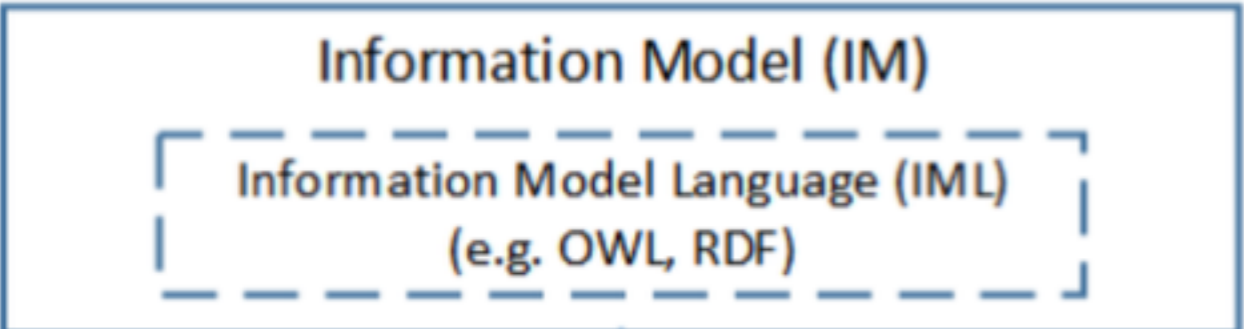 Information Model (IM)
Information Model Language (IML)
(e.g. OWL, RDF)